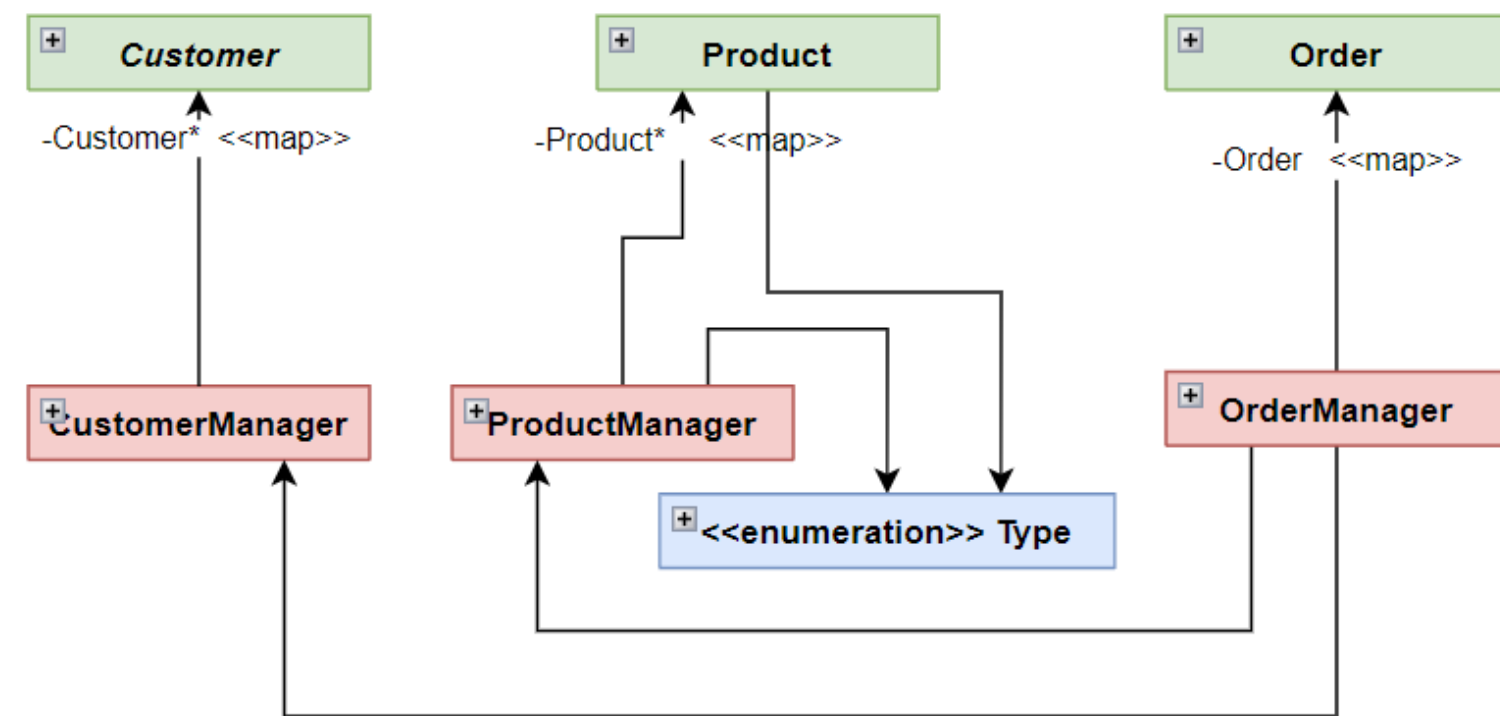 Customer
Product
Order
-Customer* <<map>>
-Product* <<map>>
-Order <<map>>
CustomerManager
ProductManager
OrderManager
<<enumeration>> Type